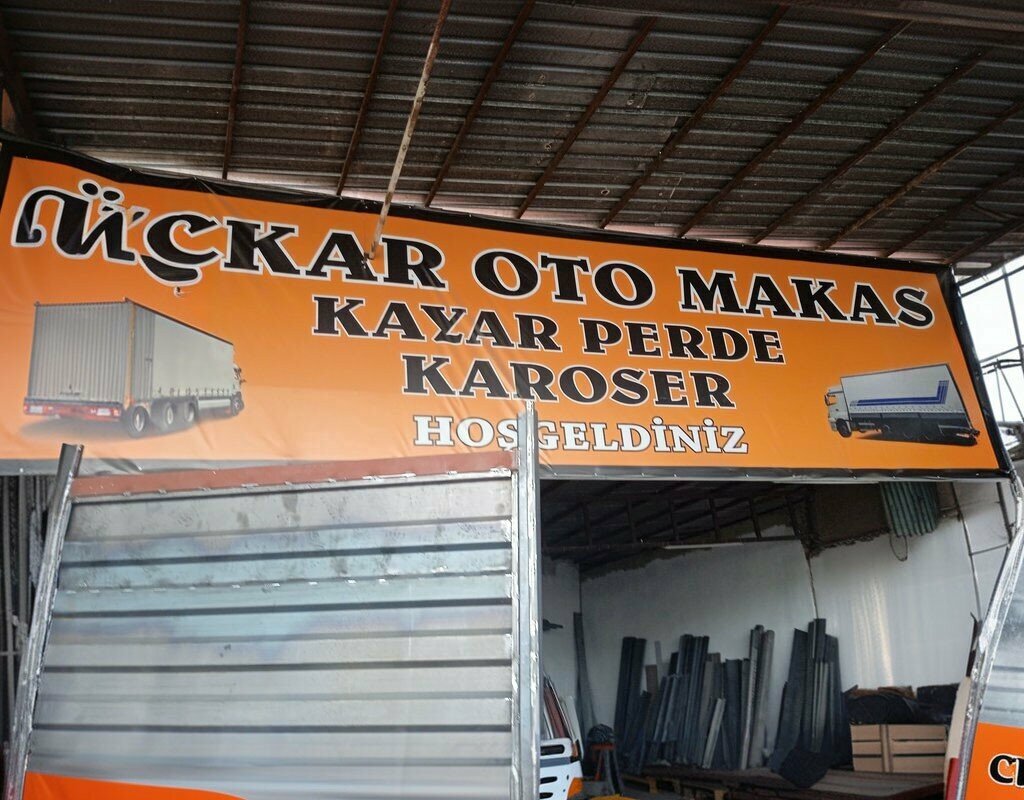 ÜÇKAR OTO MAKAS
KAYAR PERDE
KAROSER
HOŞGELDİNİZ